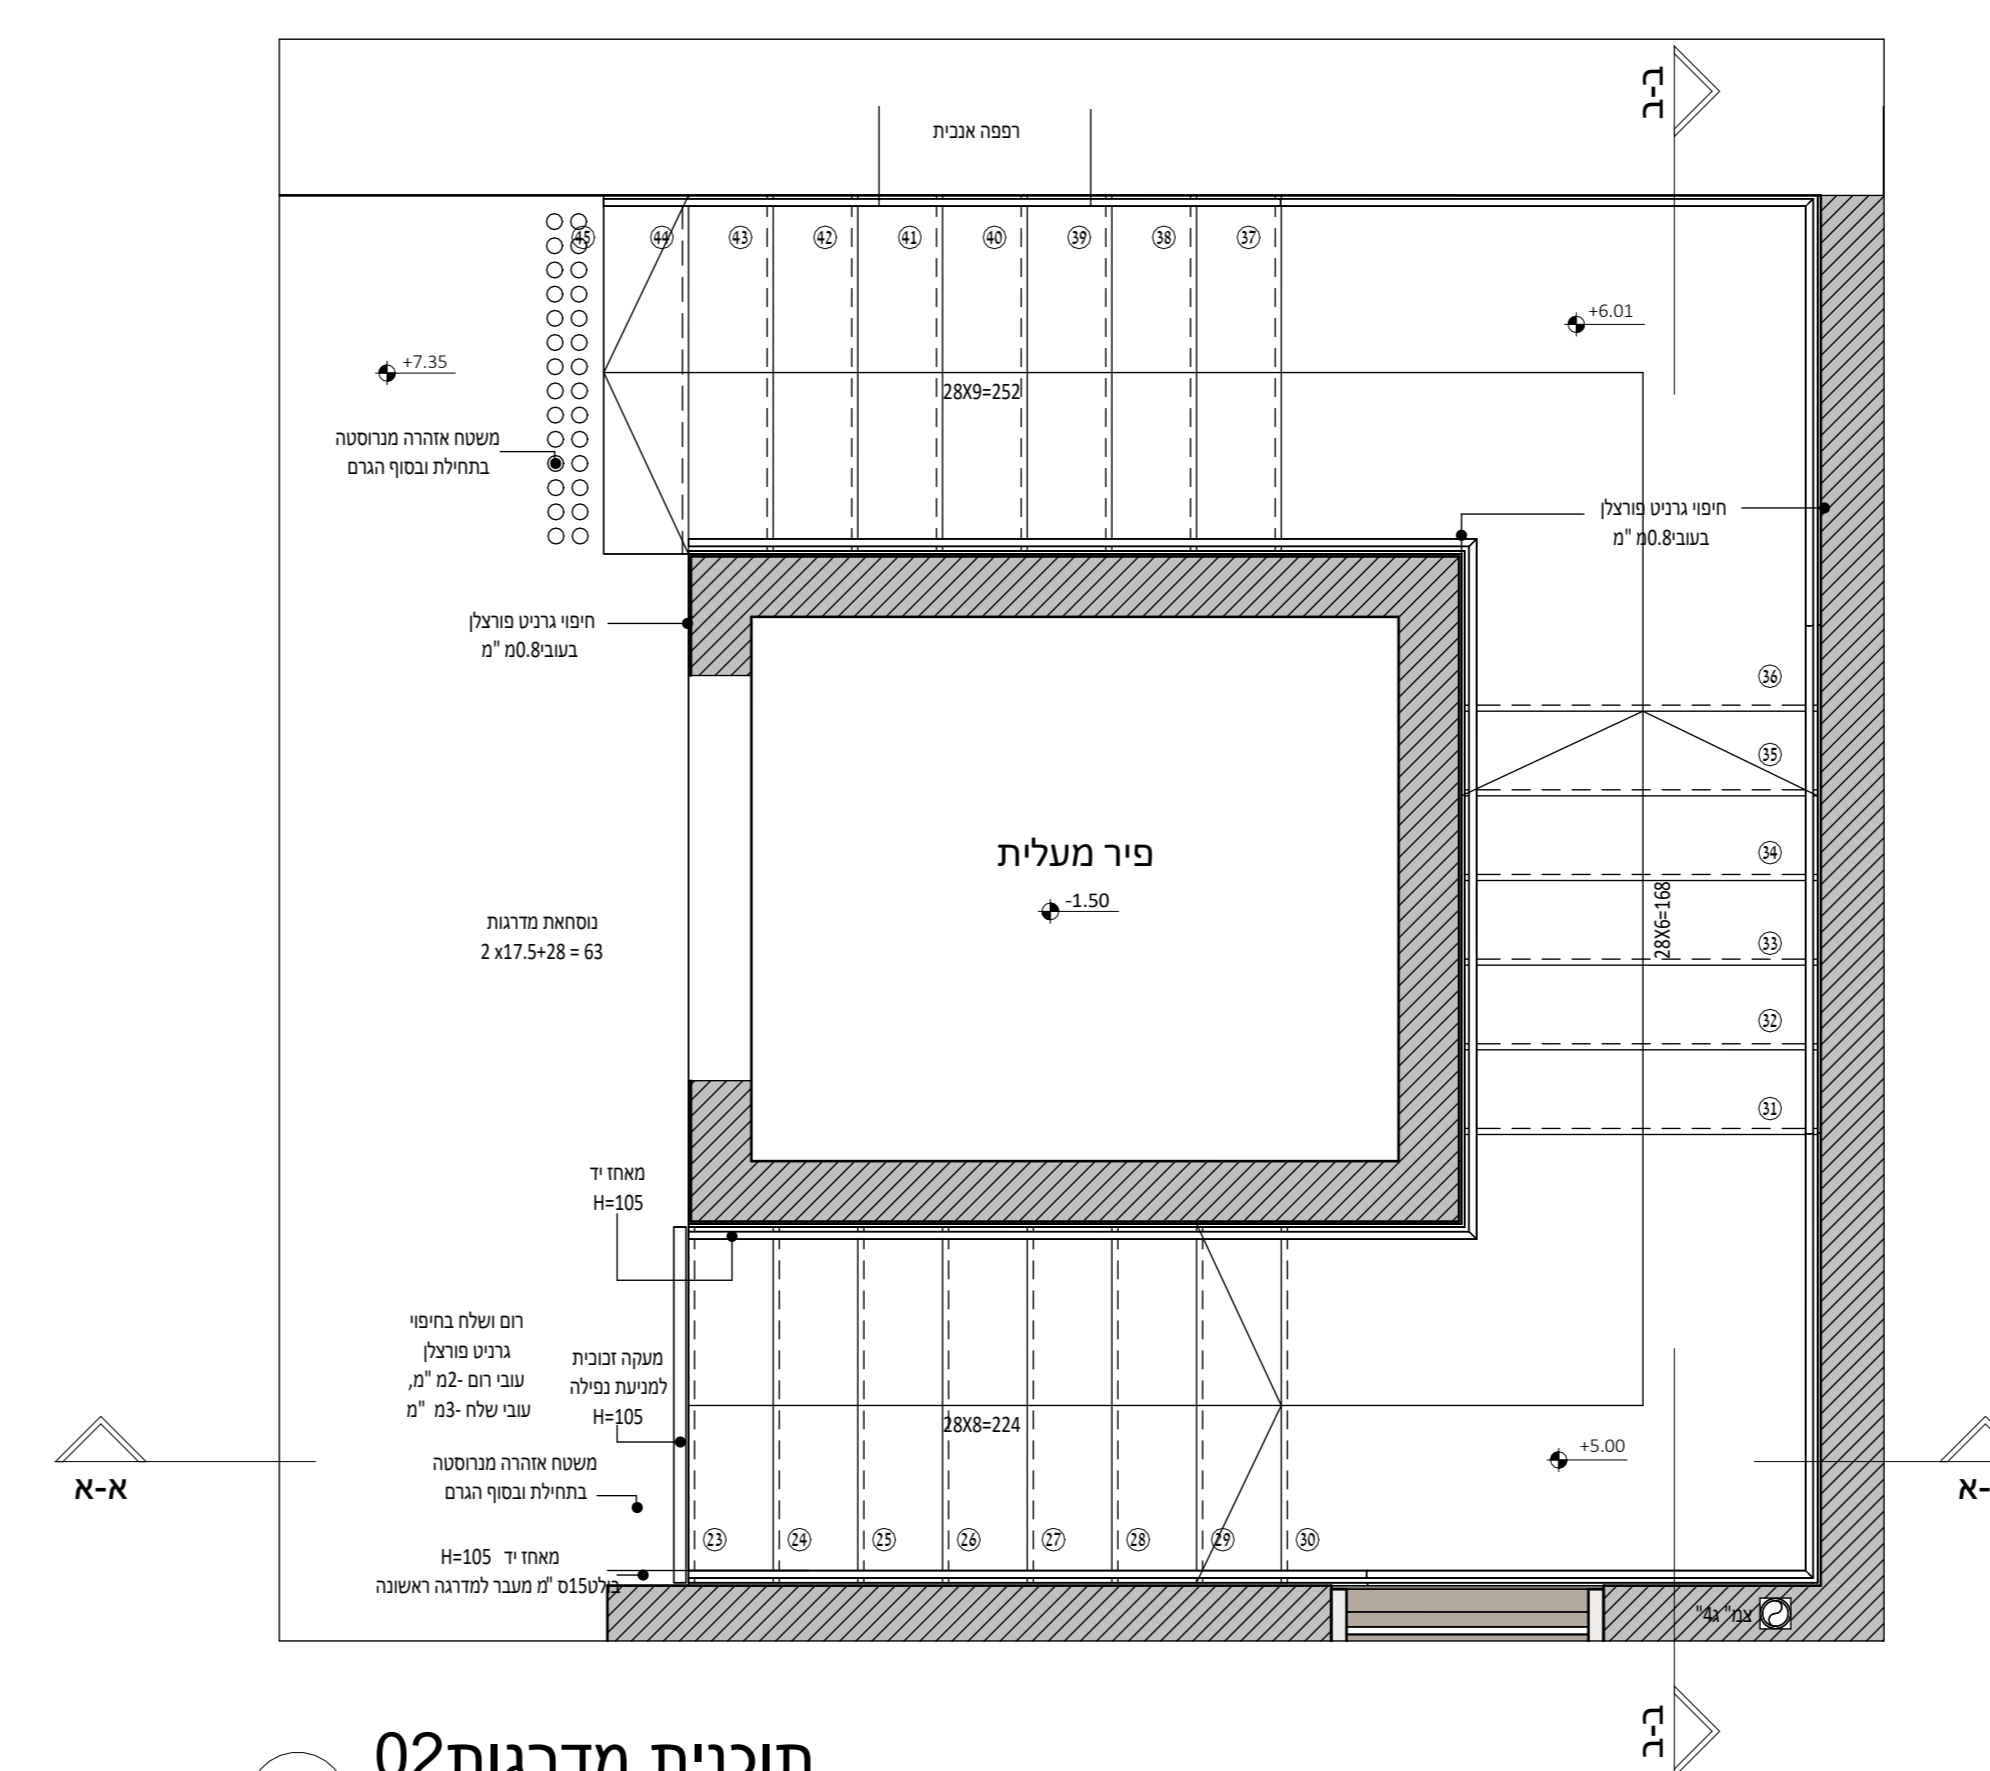 ב-ב
רפפה אנכית
45 44 43 42 41 40 39 38 37
+6.01
+7.35
28X9=252
משטח אזהרה מנרוסטה
בתחילת ובסוף הגרם
חיפוי גרניט פורצלן
בעובי0.8מ "מ
חיפוי גרניט פורצלן
בעובי0.8מ "מ
36
35
34
33
32
31
28X6=168
פיר מעלית
-1.50
נוסחאת מדרגות
2 x17.5+28 = 63
מאחז יד
H=105
רום ושלח בחיפוי
גרניט פורצלן
עובי רום -2מ "מ,
עובי שלח -3מ "מ
מעקה זכוכית
למניעת נפילה
H=105
28X8=224
+5.00
משטח אזהרה מנרוסטה
בתחילת ובסוף הגרם
א-א
א-
23 24 25 26 27 28 29 30
מאחז יד H=105
בולט15ס "מ מעבר למדרגה ראשונה
צמ" ג4"
ב-ב
תוכנית מדרגות02